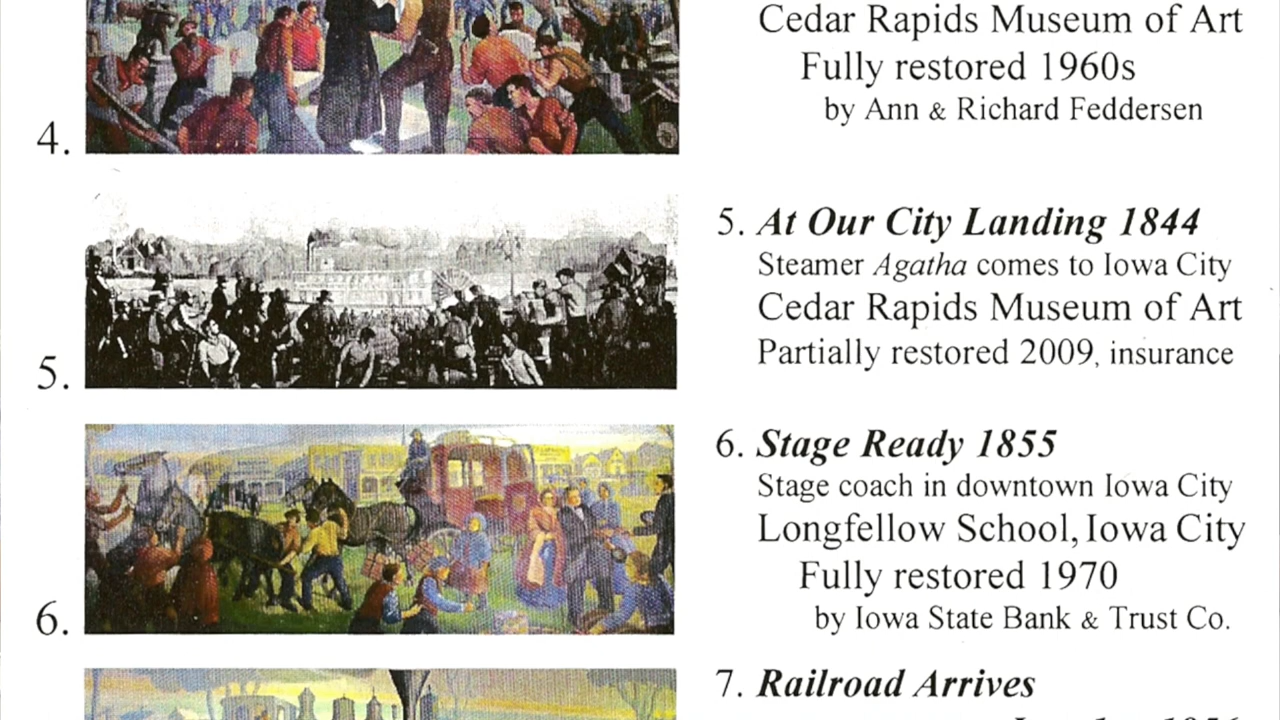 Cedar Rapids Museum of Art
Fully restored 1960s
by Ann & Richard Feddersen
4.
5. At Our City Landing 1844
Steamer Agatha comes to Iowa City
Cedar Rapids Museum of Art
Partially restored 2009, insurance
5.
6. Stage Ready 1855
Stage coach in downtown Iowa City
Longfellow School, Iowa City
Fully restored 1970
by Iowa State Bank & Trust Co.
6.
7. Railroad Arrives